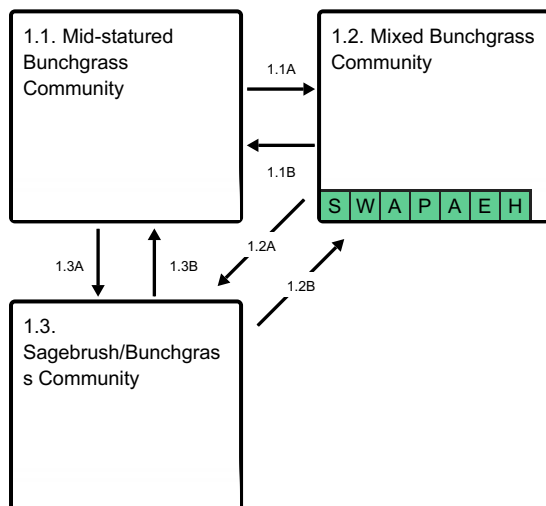 1.1. Mid-statured
Bunchgrass
Community
1.2. Mixed Bunchgrass
Community
1.1A
1.1B
S W A P A E H
1.2A
1.2B
1.3A
1.3B
1.3.
Sagebrush/Bunchgras
s Community